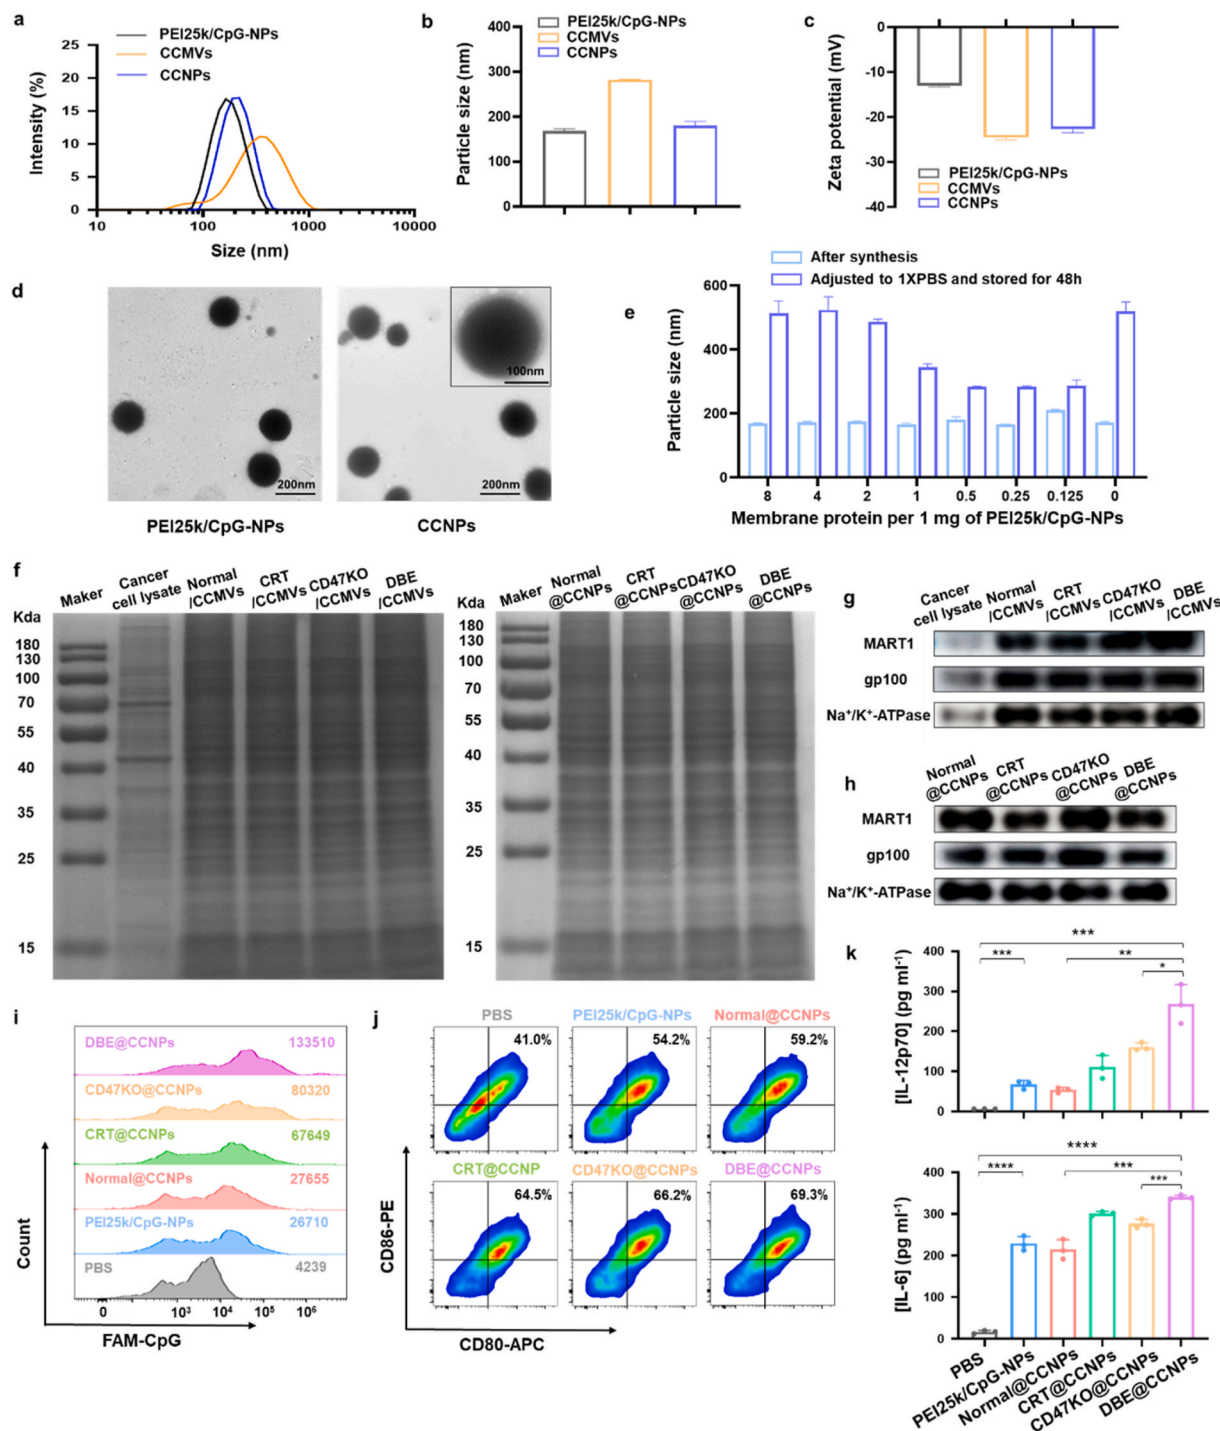 a
PEI25k/CpG-NPs
CCMVs
CCNPs
Intensity (%)
25
20
15
10
5
0
10
100
1000
10000
Size (nm)
b
PEI25k/CpG-NPs
CCMVs
CCNPs
Particle size (nm)
400
300
200
100
0
c
Zeta potential (mV)
0
-10
-20
-30
-40
PEI25k/CpG-NPs
CCMVs
CCNPs
d
200nm
100nm
200nm
PEI25k/CpG-NPs
CCNPs
After synthesis
Adjusted to 1XPBS and stored for 48h
e
Particle size (nm)
600
400
200
0
8 4 2 1 0.5 0.25 0.125 0
Membrane protein per 1 mg of PEI25k/CpG-NPs
f
Kda
Maker
Cancer cell lysate
Normal /CCMVs
CRT /CCMVs
CD47KO /CCMVs
DBE /CCMVs
180
130
100
70
55
40
35
25
15
Kda
Maker
Normal @CCNPs
CRT @CCNPs
CD47KO @CCNPs
DBE @CCNPs
180
130
100
70
55
40
35
25
15
g
Cancer cell lysate
Normal /CCMVs
CRT /CCMVs
CD47KO /CCMVs
DBE /CCMVs
MART1
gp100
Na⁺/K⁺-ATPase
h
Normal @CCNPs
CRT @CCNPs
CD47KO @CCNPs
DBE @CCNPs
MART1
gp100
Na⁺/K⁺-ATPase
i
DBE@CCNPs 133510
CD47KO@CCNPs 80320
CRT@CCNPs 67649
Normal@CCNPs 27655
PEI25k/CpG-NPs 26710
PBS 4239
Count
0 10³ 10⁴ 10⁵ 10⁶
FAM-CpG
j
PBS
41.0%
PEI25k/CpG-NPs
54.2%
Normal@CCNPs
59.2%
CRT@CCNP
64.5%
CD47KO@CCNPs
66.2%
DBE@CCNPs
69.3%
CD86-PE
CD80-APC
k
[IL-12p70] (pg ml⁻¹)
400
300
200
100
0
***
***
**
*
[IL-6] (pg ml⁻¹)
400
300
200
100
0
****
****
***
***
PBS
PEI25k/CpG-NPs
Normal@CCNPs
CRT@CCNPs
CD47KO@CCNPs
DBE@CCNPs